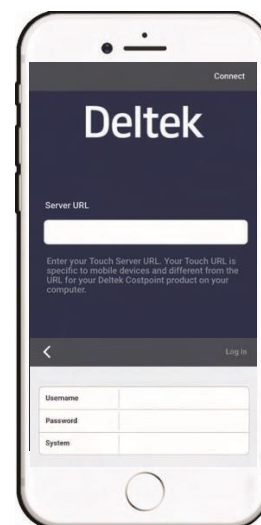 Connect
Deltek
Server URL
Enter your Touch Server URL. Your Touch URL is
specific to mobile devices and different from the
URL for your Deltek Costpoint product on your
computer.
Log In
Username
Password
System